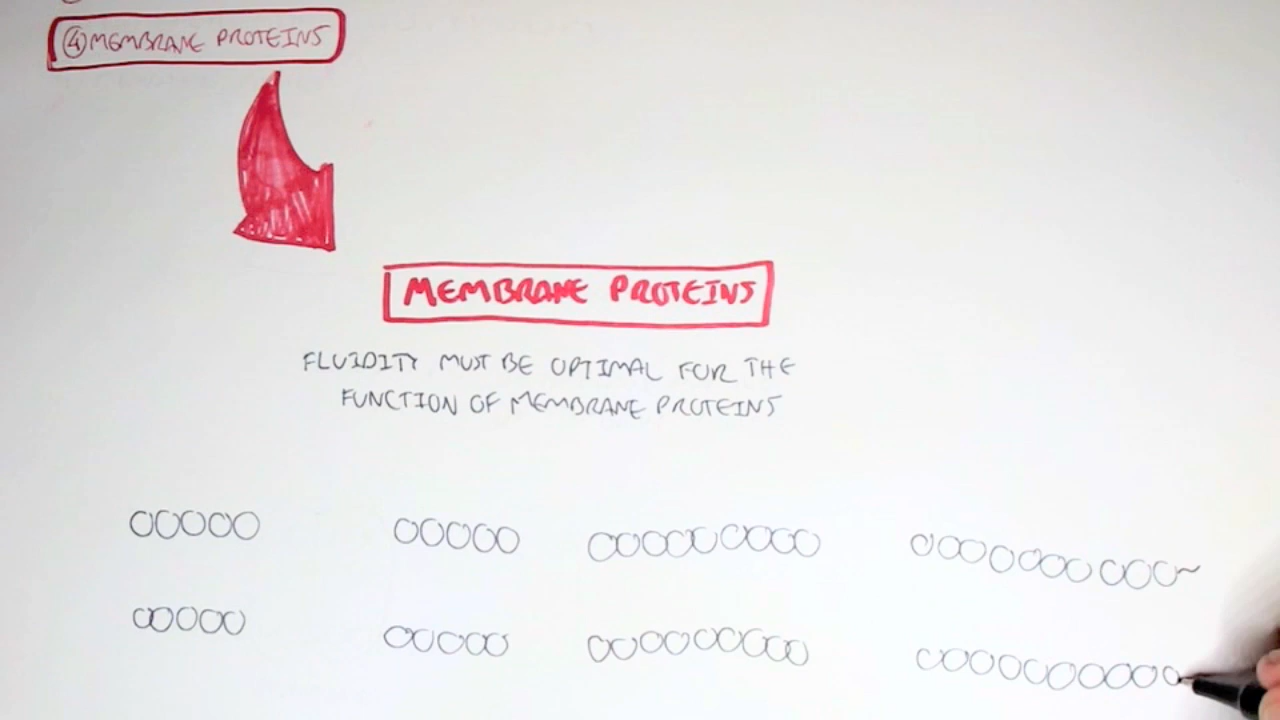 ④ MEMBRANE PROTEINS
MEMBRANE PROTEINS
FLUIDITY MUST BE OPTIMAL FOR THE
FUNCTION OF MEMBRANE PROTEINS